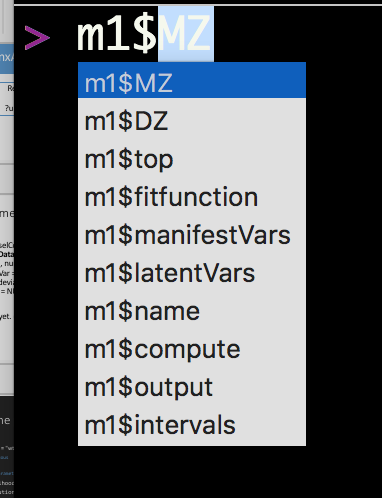 > m1$MZ
m1$MZ
m1$DZ
m1$top
m1$fitfunction
m1$manifestVars
m1$latentVars
m1$name
m1$compute
m1$output
m1$intervals